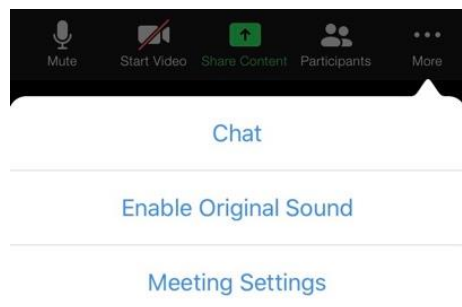 Mute Start Video Share Content Participants More
Chat
Enable Original Sound
Meeting Settings